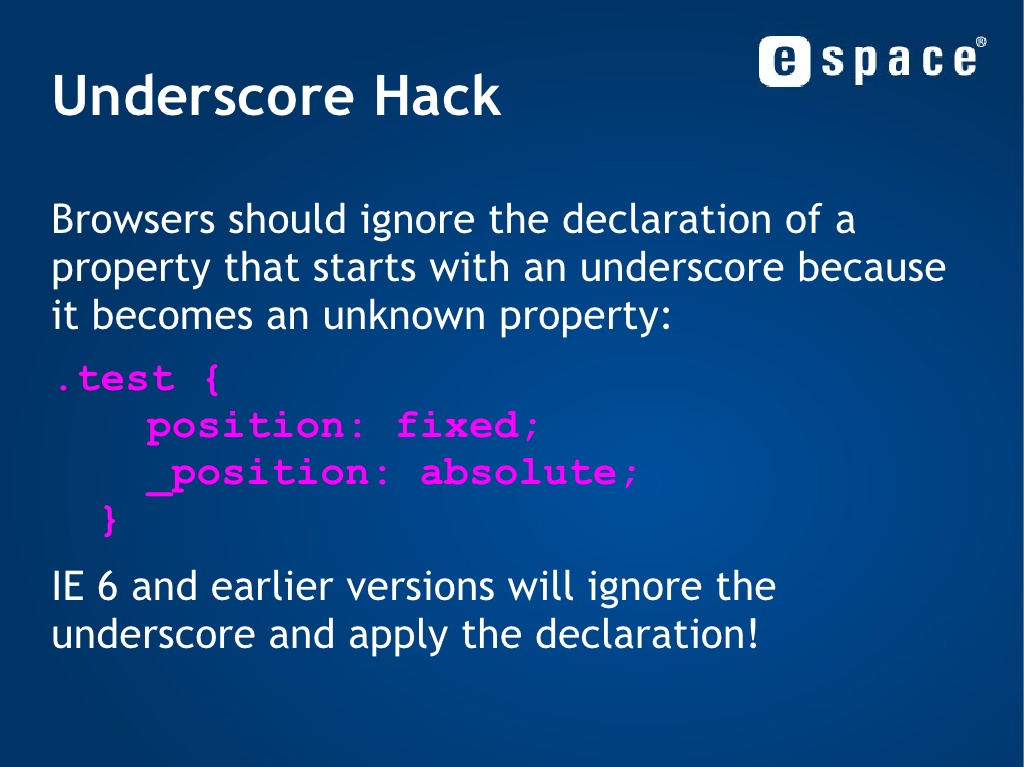 e space®
Underscore Hack
Browsers should ignore the declaration of a
property that starts with an underscore because
it becomes an unknown property:
.test {
position: fixed;
_position: absolute;
}
IE 6 and earlier versions will ignore the
underscore and apply the declaration!